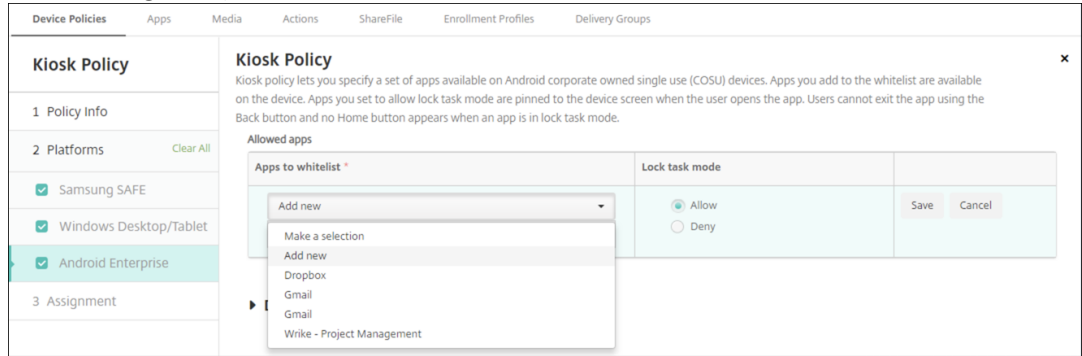 Device Policies Apps Media Actions ShareFile Enrollment Profiles Delivery Groups
Kiosk Policy
1 Policy Info
2 Platforms Clear All
Samsung SAFE
Windows Desktop/Tablet
Android Enterprise
3 Assignment
Kiosk Policy ×
Kiosk policy lets you specify a set of apps available on Android corporate owned single use (COSU) devices. Apps you add to the whitelist are available
on the device. Apps you set to allow lock task mode are pinned to the device screen when the user opens the app. Users cannot exit the app using the
Back button and no Home button appears when an app is in lock task mode.
Allowed apps
Apps to whitelist * Lock task mode
Add new Allow Save Cancel
Deny
Make a selection
Add new
Dropbox
Gmail
Gmail
Wrike - Project Management